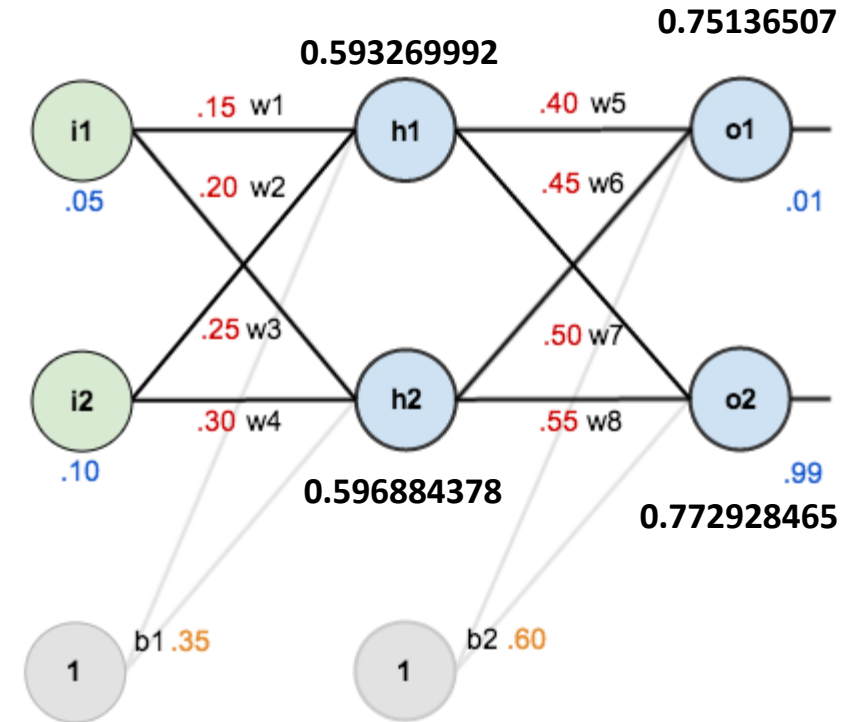 0.75136507
0.593269992
.15 w1
.40 w5
i1
h1
o1
.05
.20 w2
.45 w6
.01
.25 w3
.50 w7
i2
h2
o2
.30 w4
.55 w8
.10
.99
0.596884378
0.772928465
b1 .35
b2 .60
1
1